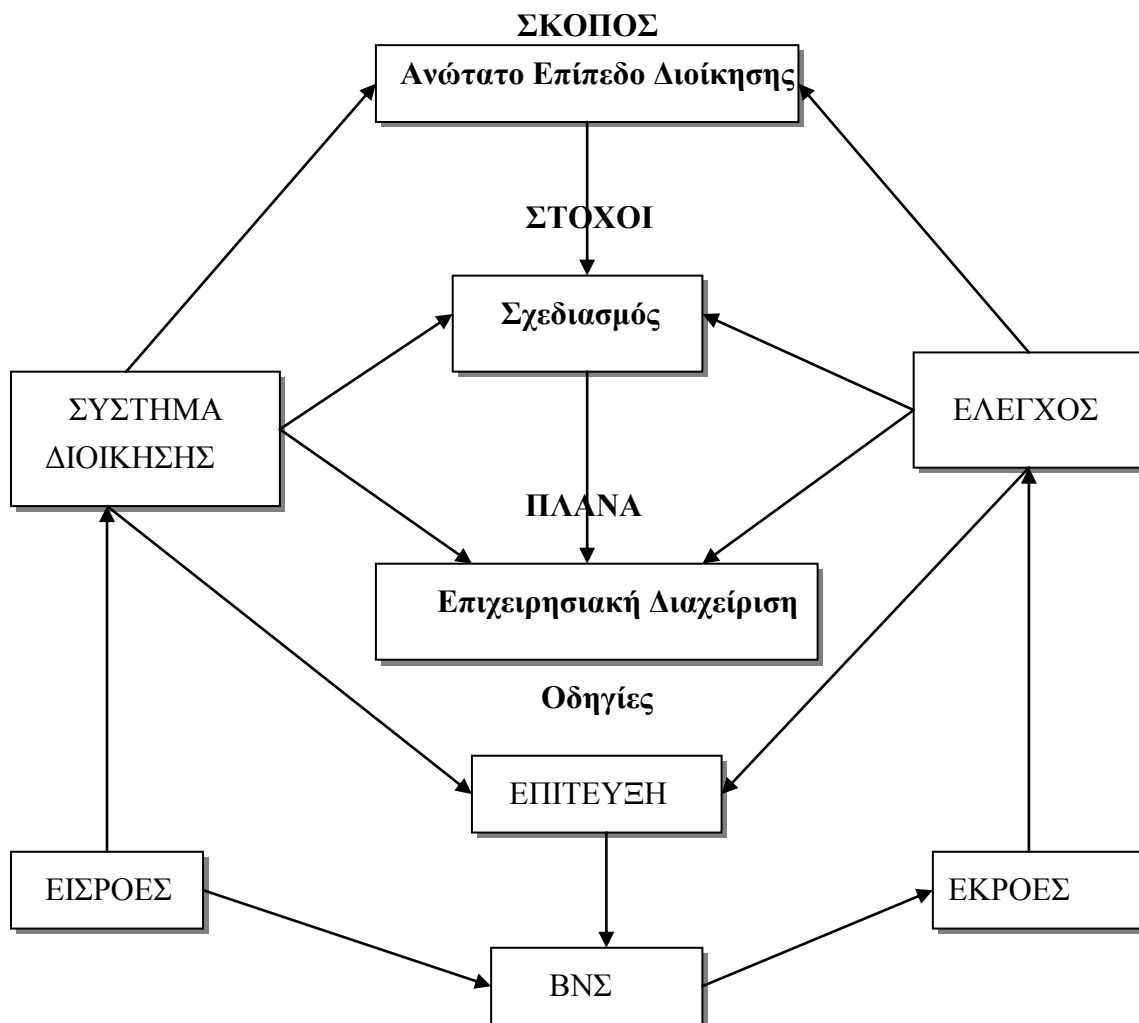 ΣΚΟΠΟΣ
Ανώτατο Επίπεδο Διοίκησης
ΣΤΟΧΟΙ
Σχεδιασμός
ΣΥΣΤΗΜΑ
ΔΙΟΙΚΗΣΗΣ
ΕΛΕΓΧΟΣ
ΠΛΑΝΑ
Επιχειρησιακή Διαχείριση
Οδηγίες
ΕΠΙΤΕΥΞΗ
ΕΙΣΡΟΕΣ
ΕΚΡΟΕΣ
ΒΝΣ